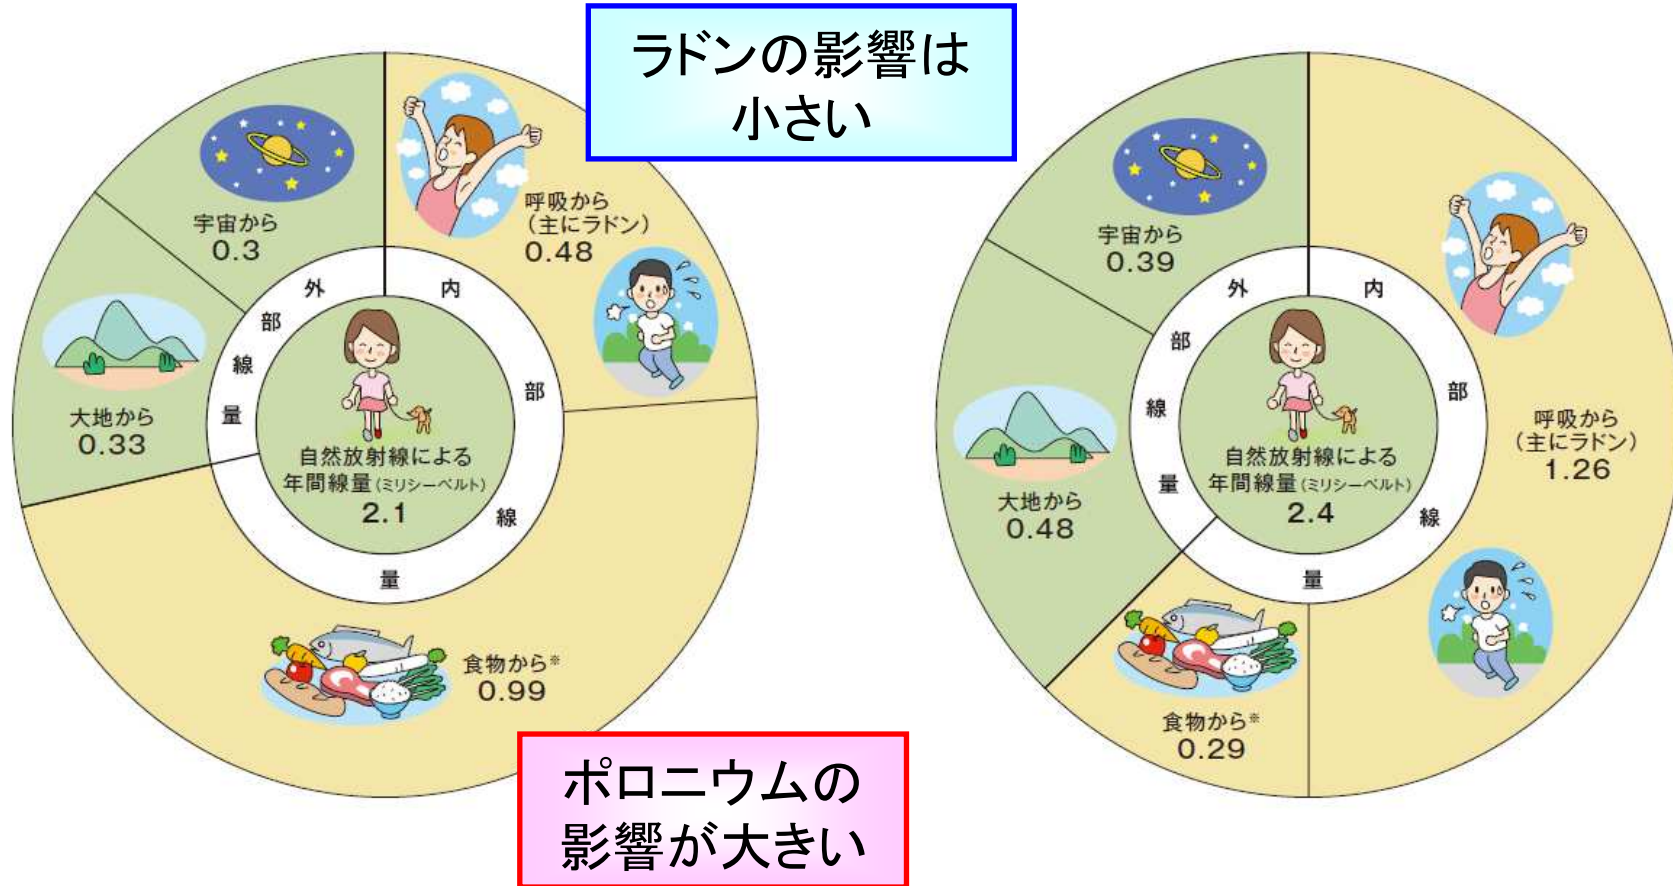 ラドンの影響は
小さい
宇宙から
0.3
呼吸から
（主にラドン）
0.48
大地から
0.33
外部線量
内部線量
自然放射線による
年間線量（ミリシーベルト）
2.1
食物から※
0.99
ポロニウムの
影響が大きい
宇宙から
0.39
呼吸から
（主にラドン）
1.26
大地から
0.48
外部線量
内部線量
自然放射線による
年間線量（ミリシーベルト）
2.4
食物から※
0.29